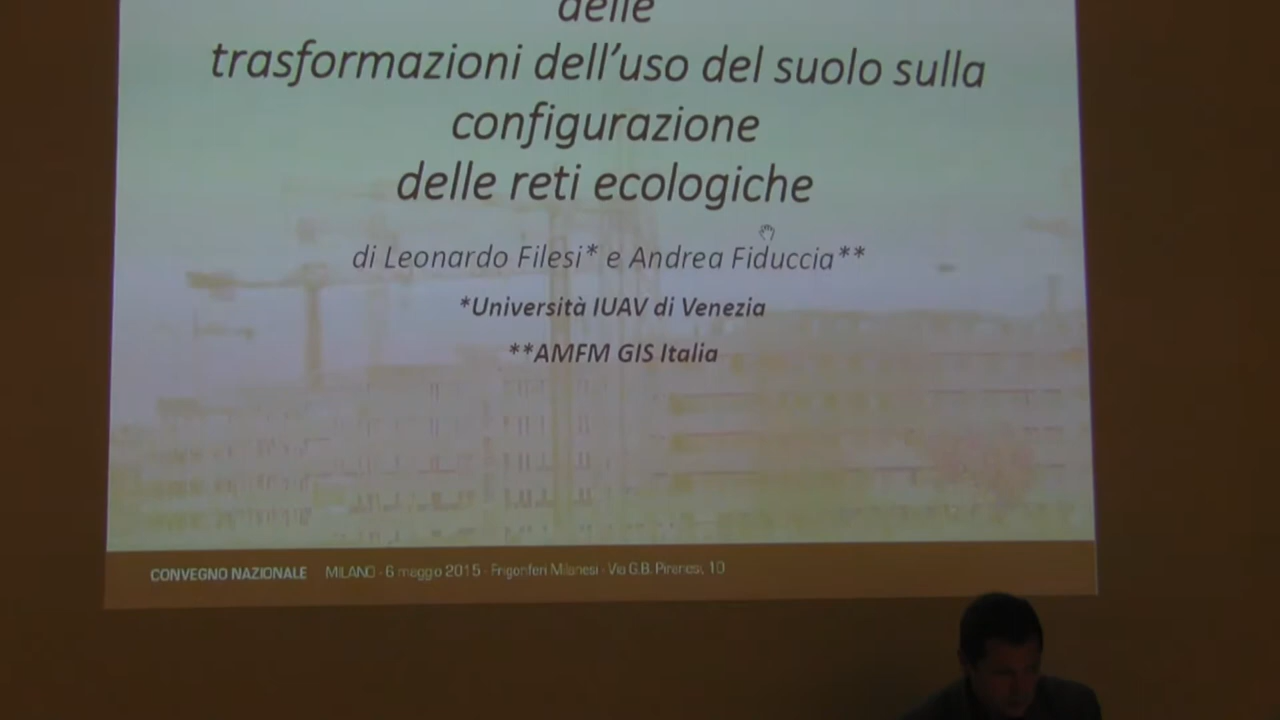 delle
trasformazioni dell'uso del suolo sulla
configurazione
delle reti ecologiche
di Leonardo Filesi* e Andrea Fiduccia**
*Università IUAV di Venezia
**AMFM GIS Italia
CONVEGNO NAZIONALE MILANO - 6 maggo 2015 - Frigoriferi Milanesi - Via G.B. Piranesi, 10